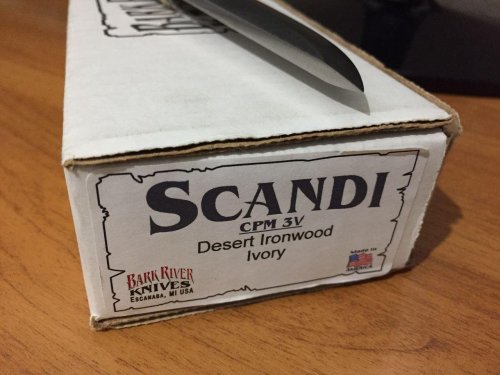 SCANDI
CPM 3V
Desert Ironwood
Ivory
BARK RIVER
KNIVES
ESCANABA, MI USA
Made in
AMERICA